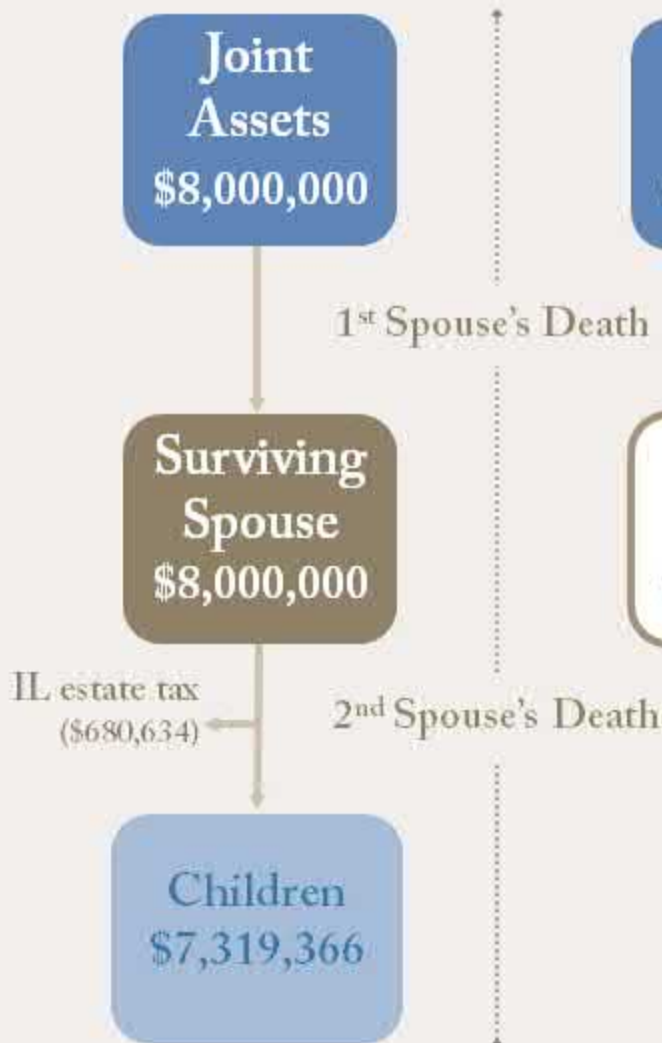 Joint
Assets
$8,000,000
1st Spouse's Death
Surviving
Spouse
$8,000,000
IL estate tax
($680,634)
2nd Spouse's Death
Children
$7,319,366